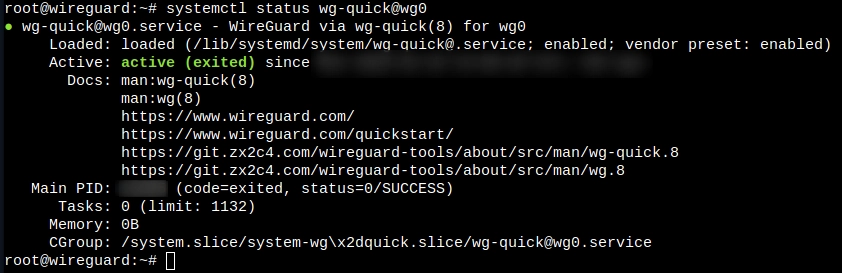 root@wireguard:~# systemctl status wg-quick@wg0
● wg-quick@wg0.service - WireGuard via wg-quick(8) for wg0
Loaded: loaded (/lib/systemd/system/wg-quick@.service; enabled; vendor preset: enabled)
Active: active (exited) since
Docs: man:wg-quick(8)
man:wg(8)
https://www.wireguard.com/
https://www.wireguard.com/quickstart/
https://git.zx2c4.com/wireguard-tools/about/src/man/wg-quick.8
https://git.zx2c4.com/wireguard-tools/about/src/man/wg.8
Main PID: (code=exited, status=0/SUCCESS)
Tasks: 0 (limit: 1132)
Memory: 0B
CGroup: /system.slice/system-wg\x2dquick.slice/wg-quick@wg0.service
root@wireguard:~#